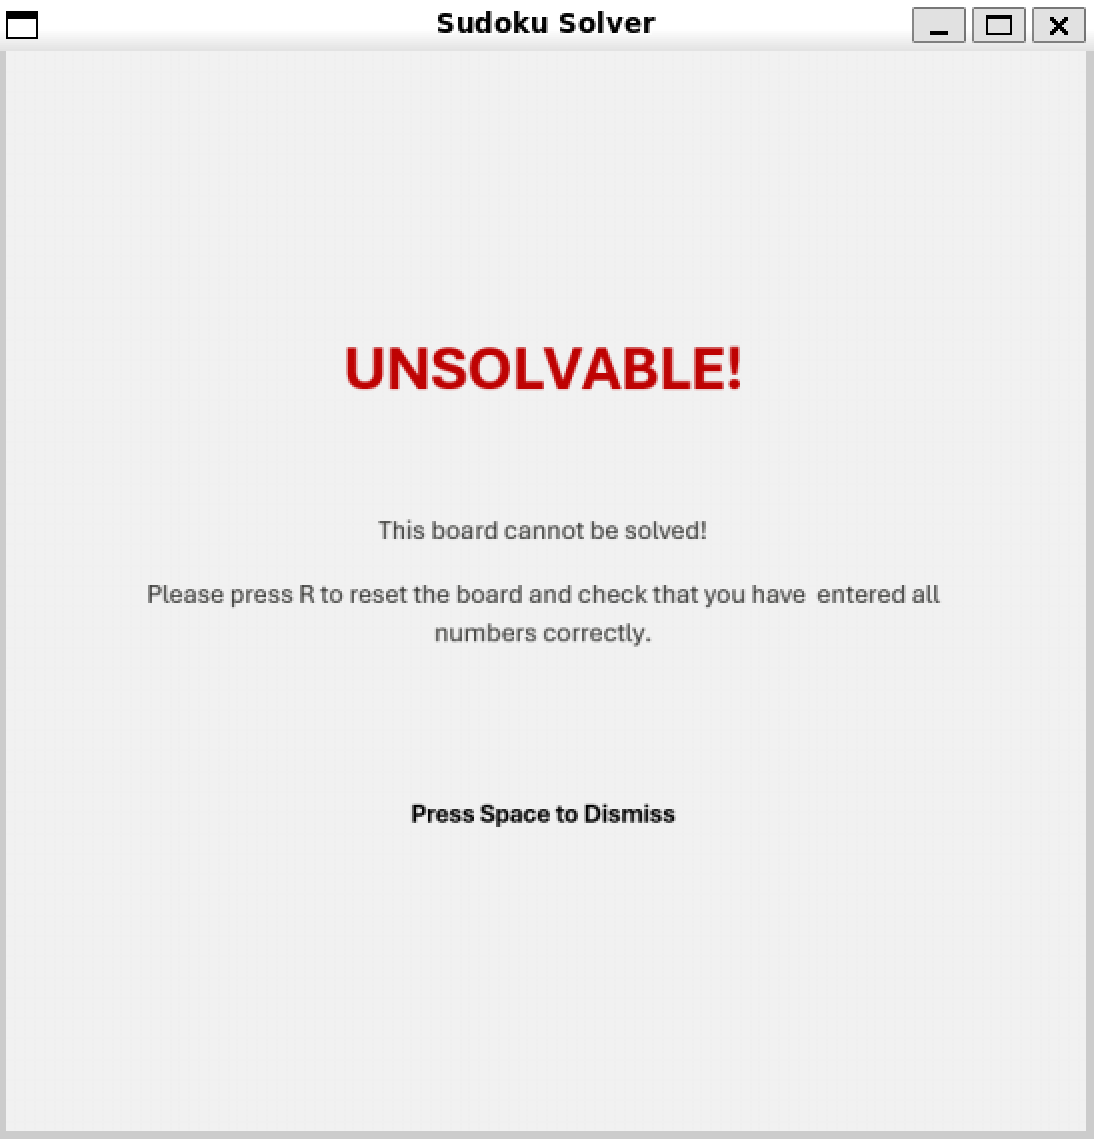 Sudoku Solver
UNSOLVABLE!
This board cannot be solved!
Please press R to reset the board and check that you have  entered all
numbers correctly.
Press Space to Dismiss